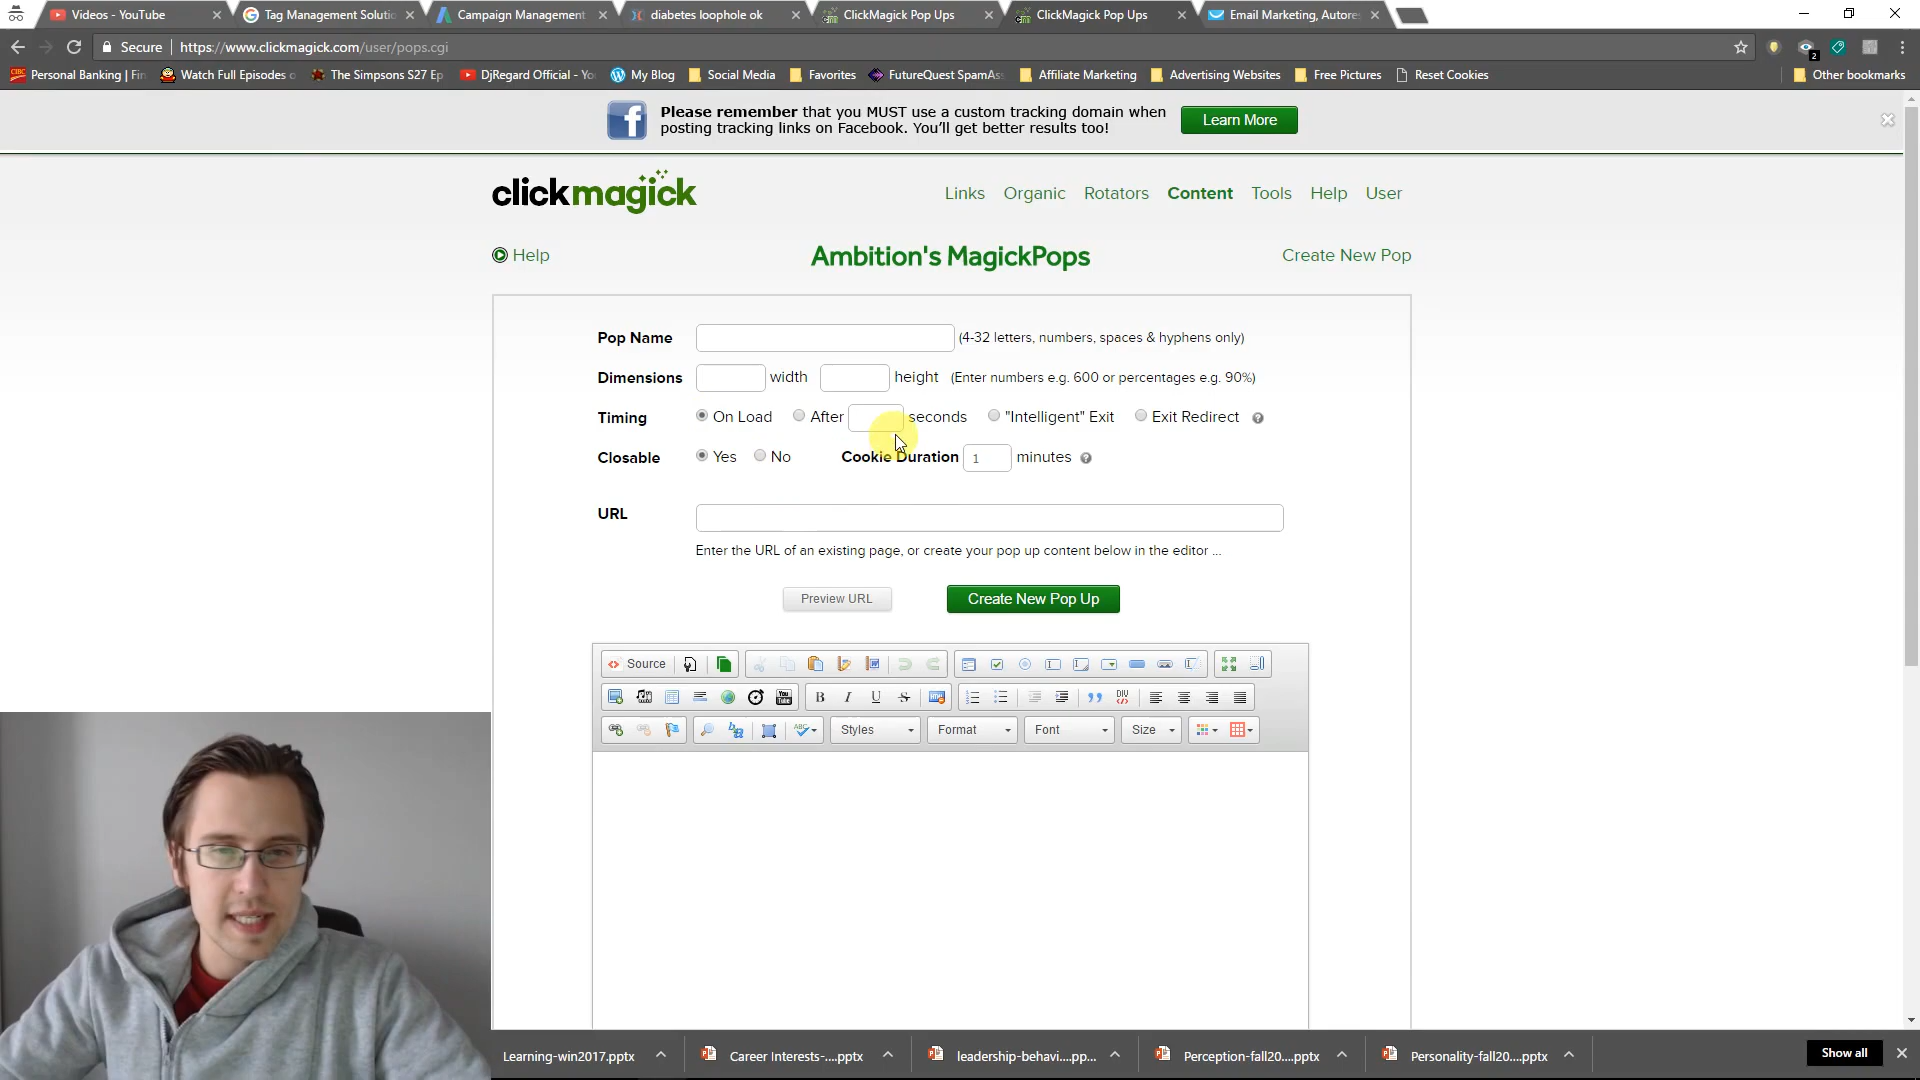 Videos - YouTube
Tag Management Solutio
Campaign Management
diabetes loophole ok
ClickMagick Pop Ups
ClickMagick Pop Ups
Email Marketing, Autores
Secure
https://www.clickmagick.com/user/pops.cgi
2
Personal Banking | Fin
Watch Full Episodes o
The Simpsons S27 Ep
DjRegard Official - Yo
My Blog
Social Media
Favorites
FutureQuest SpamAs
Affiliate Marketing
Advertising Websites
Free Pictures
Reset Cookies
Other bookmarks
Please remember that you MUST use a custom tracking domain when
posting tracking links on Facebook. You'll get better results too!
Learn More
clickmagick
Links Organic Rotators Content Tools Help User
Help
Ambition's MagickPops
Create New Pop
Pop Name (4-32 letters, numbers, spaces & hyphens only)
Dimensions width height (Enter numbers e.g. 600 or percentages e.g. 90%)
Timing On Load After seconds "Intelligent" Exit Exit Redirect
Closable Yes No Cookie Duration 1 minutes
URL
Enter the URL of an existing page, or create your pop up content below in the editor ...
Preview URL
Create New Pop Up
Source
B I U S
DIV
Styles Format Font Size
Learning-win2017.pptx
Career Interests-....pptx
leadership-behavi....pp...
Perception-fall20....pptx
Personality-fall20....pptx
Show all